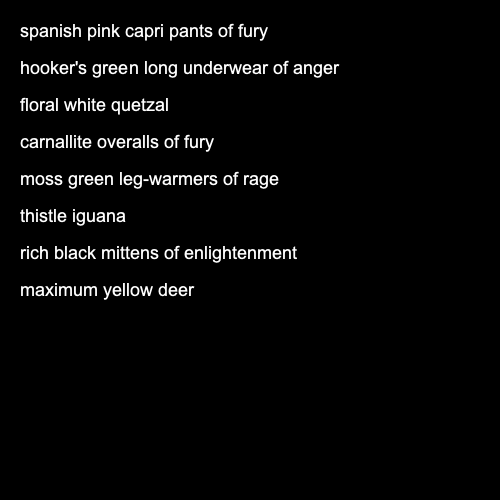 spanish pink capri pants of fury
hooker's green long underwear of anger
floral white quetzal
carnallite overalls of fury
moss green leg-warmers of rage
thistle iguana
rich black mittens of enlightenment
maximum yellow deer